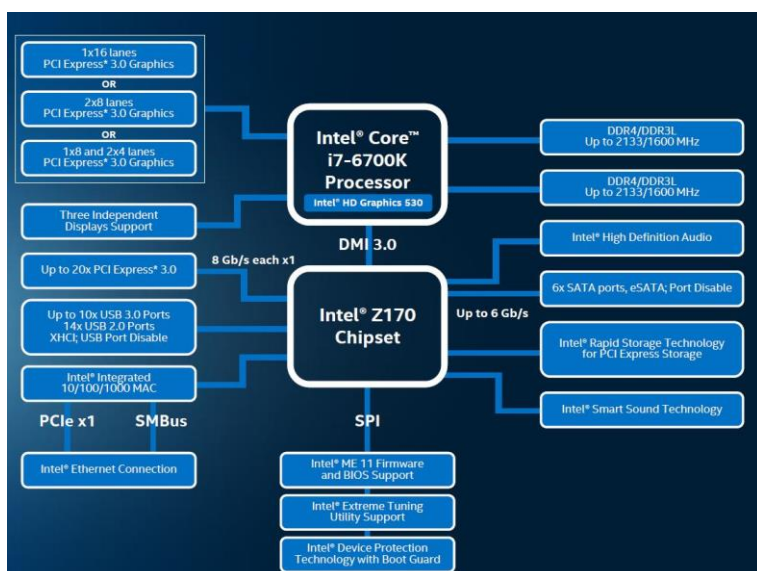 1x16 lanes
PCI Express* 3.0 Graphics
OR
2x8 lanes
PCI Express* 3.0 Graphics
OR
1x8 and 2x4 lanes
PCI Express* 3.0 Graphics
Intel® Core™
i7-6700K
Processor
Intel® HD Graphics 530
DDR4/DDR3L
Up to 2133/1600 MHz
DDR4/DDR3L
Up to 2133/1600 MHz
Three Independent
Displays Support
DMI 3.0
Intel® High Definition Audio
Up to 20x PCI Express* 3.0
8 Gb/s each x1
Intel® Z170
Chipset
Up to 6 Gb/s
6x SATA ports, eSATA; Port Disable
Up to 10x USB 3.0 Ports
14x USB 2.0 Ports
XHCI; USB Port Disable
Intel® Rapid Storage Technology
for PCI Express Storage
Intel® Integrated
10/100/1000 MAC
Intel® Smart Sound Technology
PCIe x1
SMBus
SPI
Intel® Ethernet Connection
Intel® ME 11 Firmware
and BIOS Support
Intel® Extreme Tuning
Utility Support
Intel® Device Protection
Technology with Boot Guard